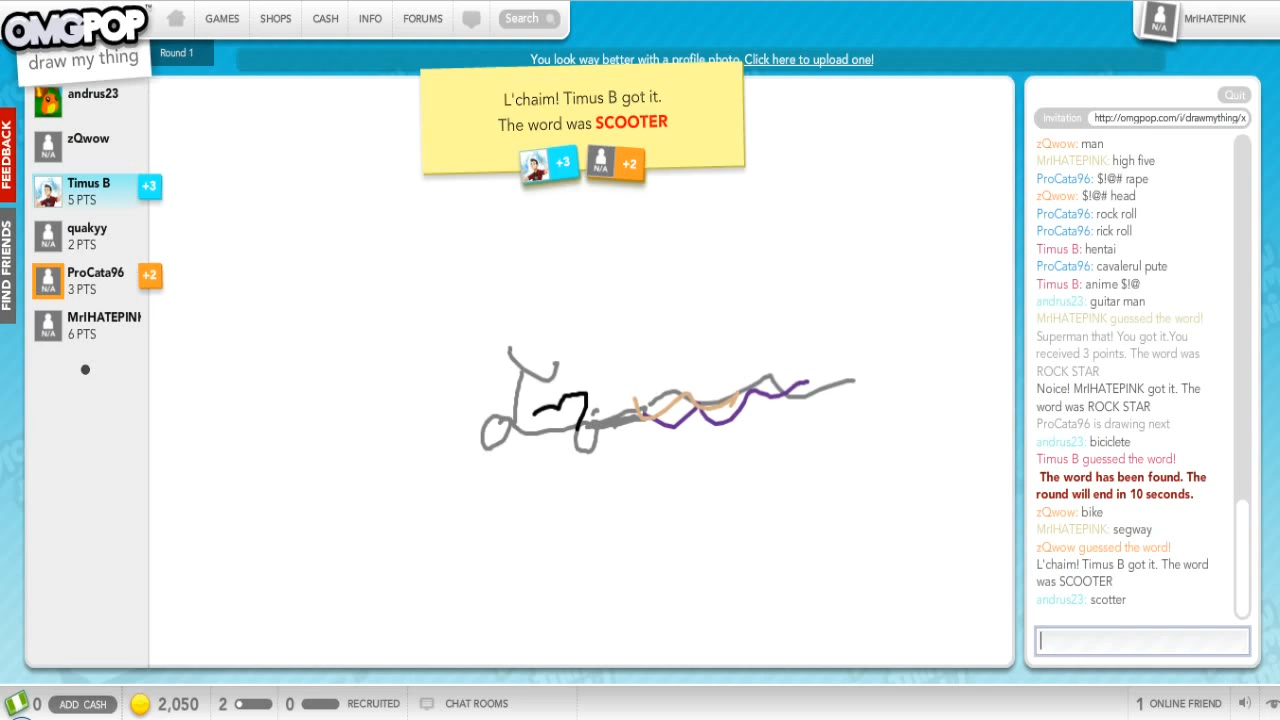 OMGPOP™
draw my thing
GAMES
SHOPS
CASH
INFO
FORUMS
Search
N/A
MrIHATEPINK
Round 1
You look way better with a profile photo. Click here to upload one!
FEEDBACK
FIND FRIENDS
andrus23
N/A
zQwow
Timus B
5 PTS
+3
N/A
quakyy
2 PTS
N/A
ProCata96
3 PTS
+2
N/A
MrIHATEPINK
6 PTS
L'chaim! Timus B got it.
The word was SCOOTER
+3
N/A
+2
Quit
Invitation http://omgpop.com/i/drawmything/x
zQwow: man
MrIHATEPINK: high five
ProCata96: $!@# rape
zQwow: $!@# head
ProCata96: rock roll
ProCata96: rick roll
Timus B: hentai
ProCata96: cavalerul pute
Timus B: anime $!@
andrus23: guitar man
MrIHATEPINK guessed the word!
Superman that! You got it.You
received 3 points. The word was
ROCK STAR
Noice! MrIHATEPINK got it. The
word was ROCK STAR
ProCata96 is drawing next
andrus23: biciclete
Timus B guessed the word!
The word has been found. The
round will end in 10 seconds.
zQwow: bike
MrIHATEPINK: segway
zQwow guessed the word!
L'chaim! Timus B got it. The word
was SCOOTER
andrus23: scotter
0
ADD CASH
2,050
2
0
RECRUITED
CHAT ROOMS
1 ONLINE FRIEND